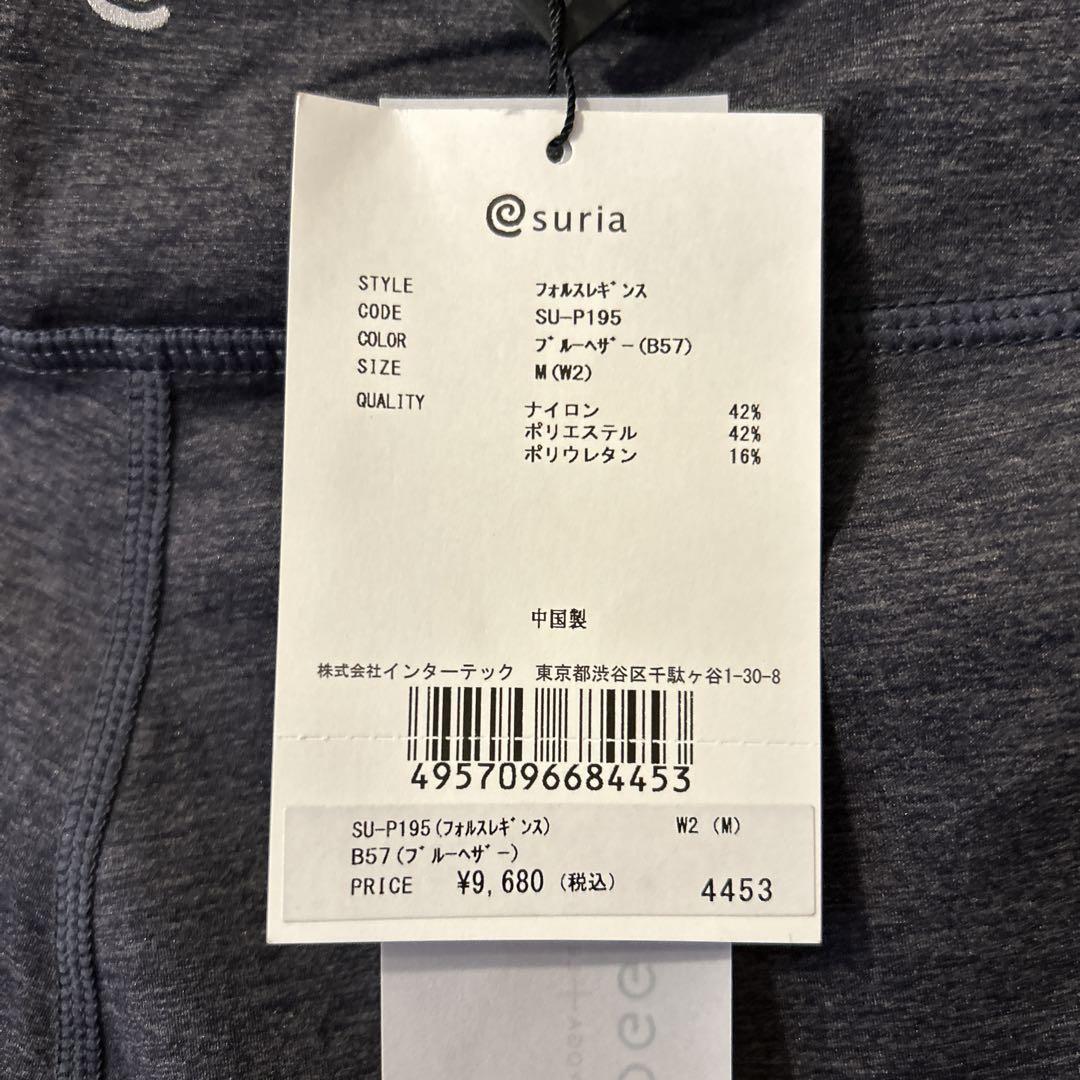 suria
STYLE フォルスレギンス
CODE SU-P195
COLOR ブルーヘザー(B57)
SIZE M(W2)
QUALITY ナイロン 42%
ポリエステル 42%
ポリウレタン 16%
中国製
株式会社インターテック 東京都渋谷区千駄ヶ谷1-30-8
4957096684453
SU-P195(フォルスレギンス) W2 (M)
B57(ブルーヘザー)
PRICE ¥9,680 (税込) 4453